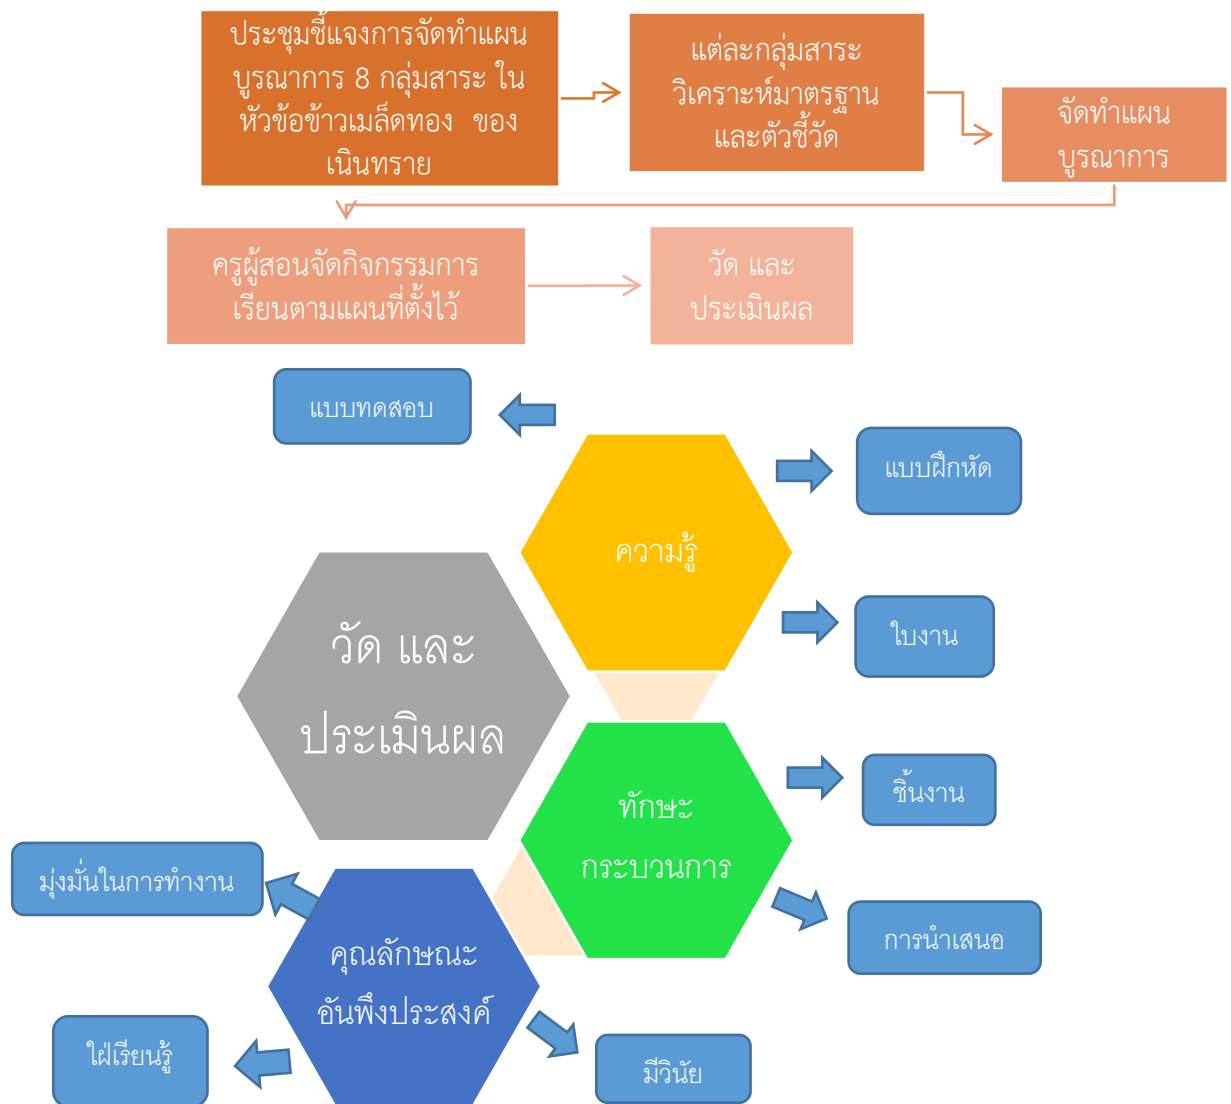 ประชุมชี้แจงการจัดทำแผน
บูรณาการ 8 กลุ่มสาระ ใน
หัวข้อข้าวเมล็ดทอง ของ
เนินทราย
แต่ละกลุ่มสาระ
วิเคราะห์มาตรฐาน
และตัวชี้วัด
จัดทำแผน
บูรณาการ
ครูผู้สอนจัดกิจกรรมการ
เรียนตามแผนที่ตั้งไว้
วัด และ
ประเมินผล
แบบทดสอบ
แบบฝึกหัด
ความรู้
ใบงาน
วัด และ
ประเมินผล
ทักษะ
กระบวนการ
ชิ้นงาน
การนำเสนอ
มุ่งมั่นในการทำงาน
คุณลักษณะ
อันพึงประสงค์
ใฝ่เรียนรู้
มีวินัย